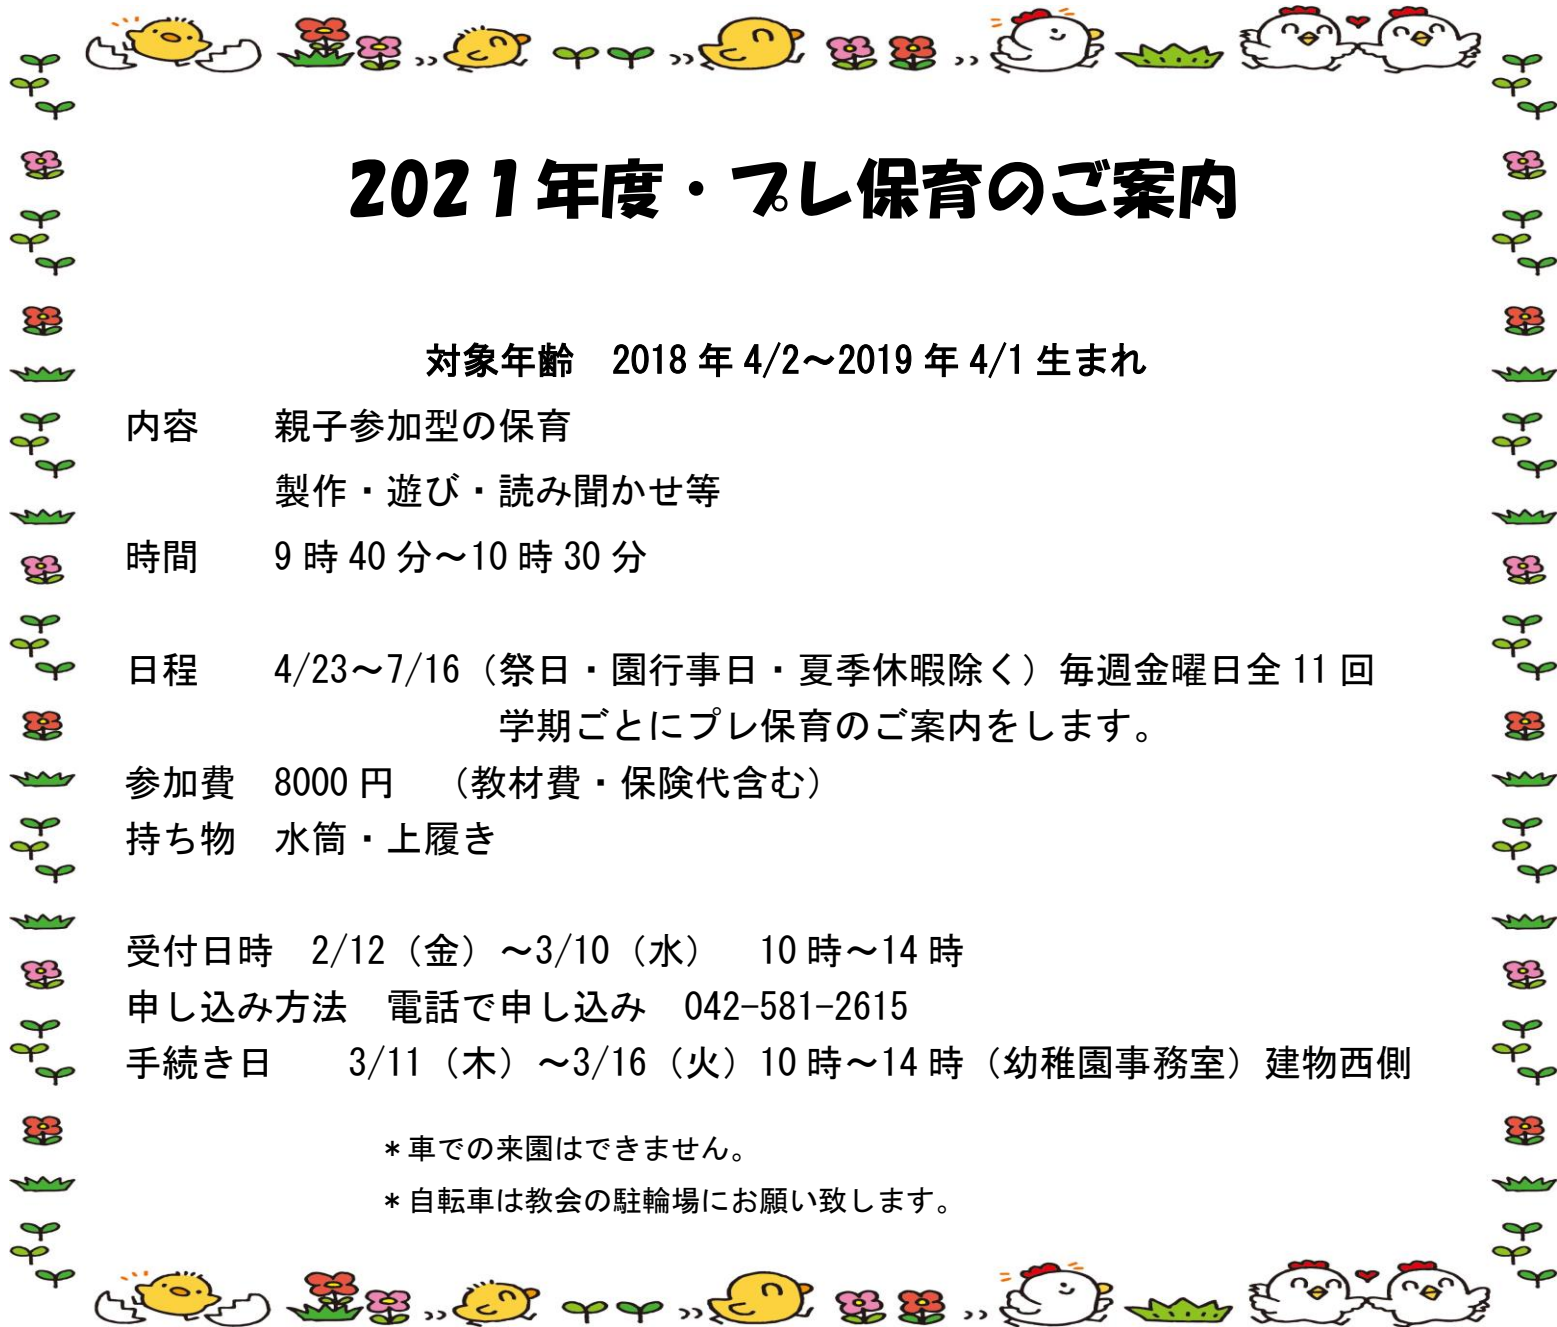 2021年度・プレ保育のご案内
対象年齢　2018年4/2～2019年4/1生まれ
内容　　親子参加型の保育
製作・遊び・読み聞かせ等
時間　　9時40分～10時30分
日程　　4/23～7/16（祭日・園行事日・夏季休暇除く）毎週金曜日全11回
学期ごとにプレ保育のご案内をします。
参加費　8000円　（教材費・保険代含む）
持ち物　水筒・上履き
受付日時　2/12（金）～3/10（水）　10時～14時
申し込み方法　電話で申し込み　042-581-2615
手続き日　　3/11（木）～3/16（火）10時～14時（幼稚園事務室）建物西側
＊車での来園はできません。
＊自転車は教会の駐輪場にお願い致します。